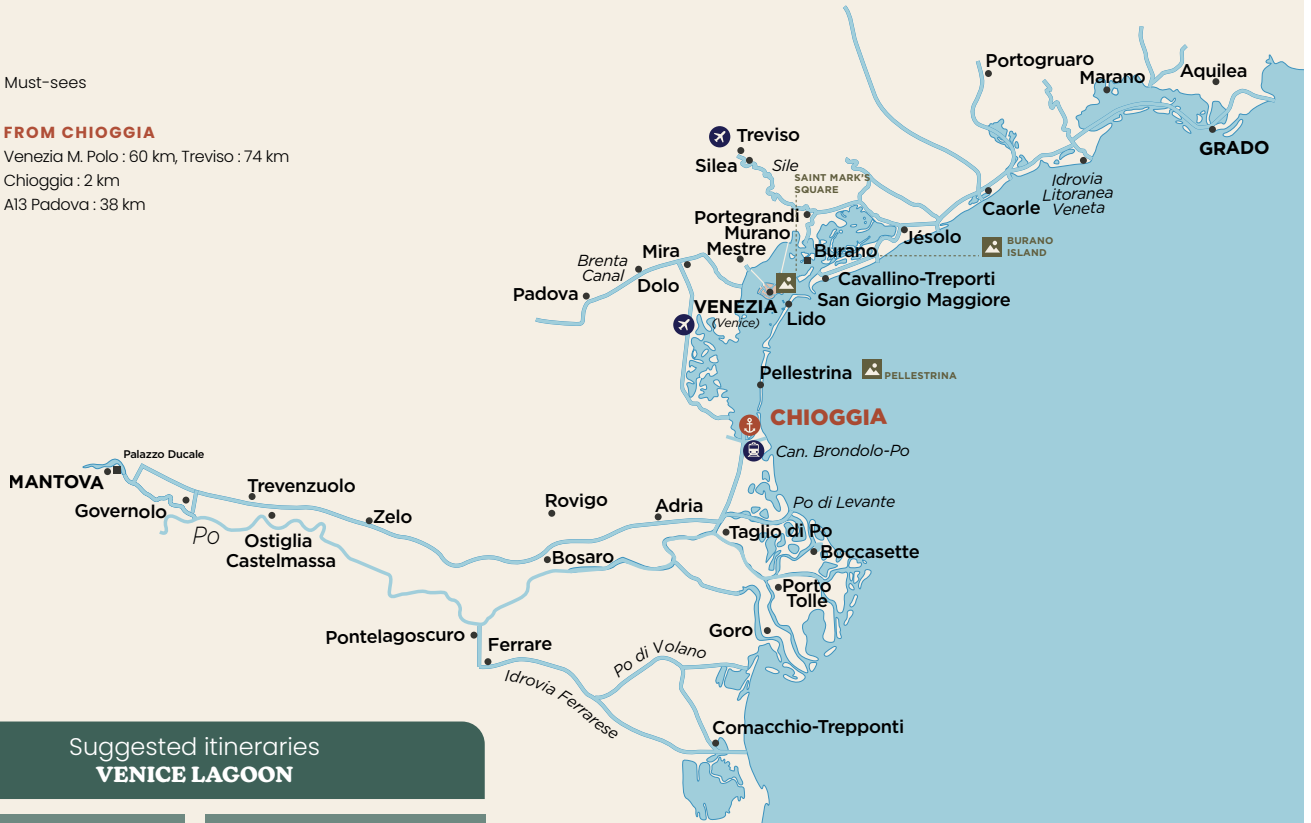 Must-sees
FROM CHIOGGIA
Venezia M. Polo : 60 km, Treviso : 74 km
Chioggia : 2 km
A13 Padova : 38 km
Portogruaro
Marano
Aquilea
GRADO
Treviso
Silea
Sile
SAINT MARK'S
SQUARE
Idrovia
Litoranea
Veneta
Caorle
Portegrandi
Murano
Mestre
Jésolo
BURANO
ISLAND
Burano
Mira
Brenta
Canal
Dolo
Padova
Cavallino-Treporti
San Giorgio Maggiore
VENEZIA
(Venice)
Lido
Pellestrina
PELLESTRINA
CHIOGGIA
Can. Brondolo-Po
Palazzo Ducale
MANTOVA
Governolo
Trevenzuolo
Zelo
Rovigo
Adria
Po di Levante
Po
Ostiglia
Castelmassa
Bosaro
Taglio di Po
Boccasette
Porto
Tolle
Goro
Pontelagoscuro
Ferrare
Po di Volano
Idrovia Ferrarese
Comacchio-Trepponti
Suggested itineraries
VENICE LAGOON